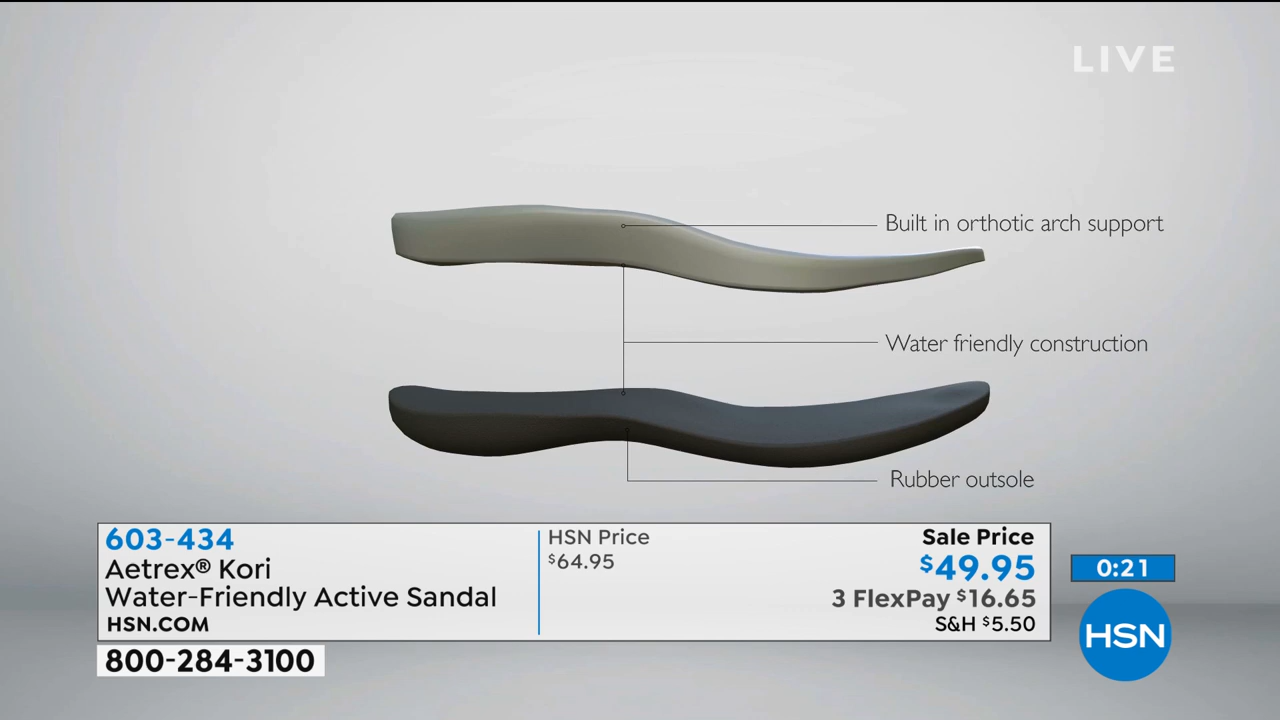 LIVE
Built in orthotic arch support
Water friendly construction
Rubber outsole
603-434
Aetrex® Kori
Water-Friendly Active Sandal
HSN.COM
HSN Price
$64.95
Sale Price
$49.95
3 FlexPay $16.65
S&H $5.50
0:21
HSN
800-284-3100